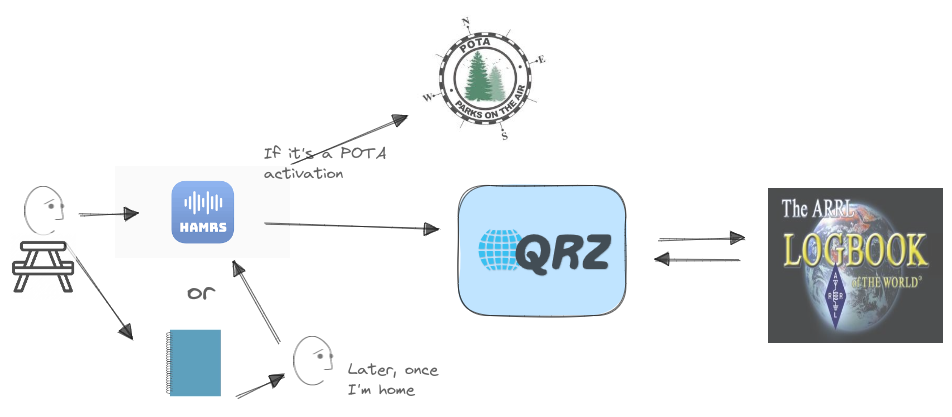 N
POTA
E
W
PARKS ON THE AIR
S
If it's a POTA
activation
HAMRS
QRZ
The ARRL
LOGBOOK
of THE WORLD®
A
R R
L
or
Later, once
I'm home